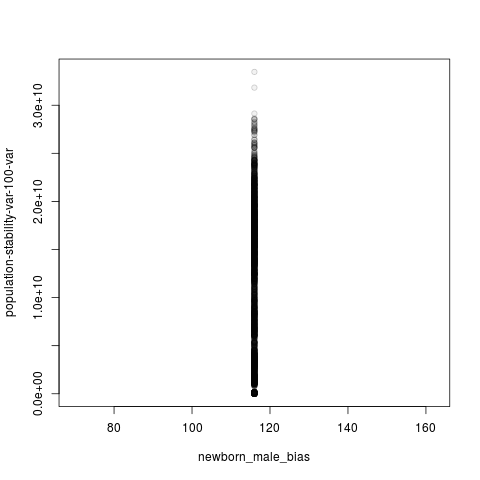 population-stability-var-100-var
3.0e+10
2.0e+10
1.0e+10
0.0e+00
80
100
120
140
160
newborn_male_bias